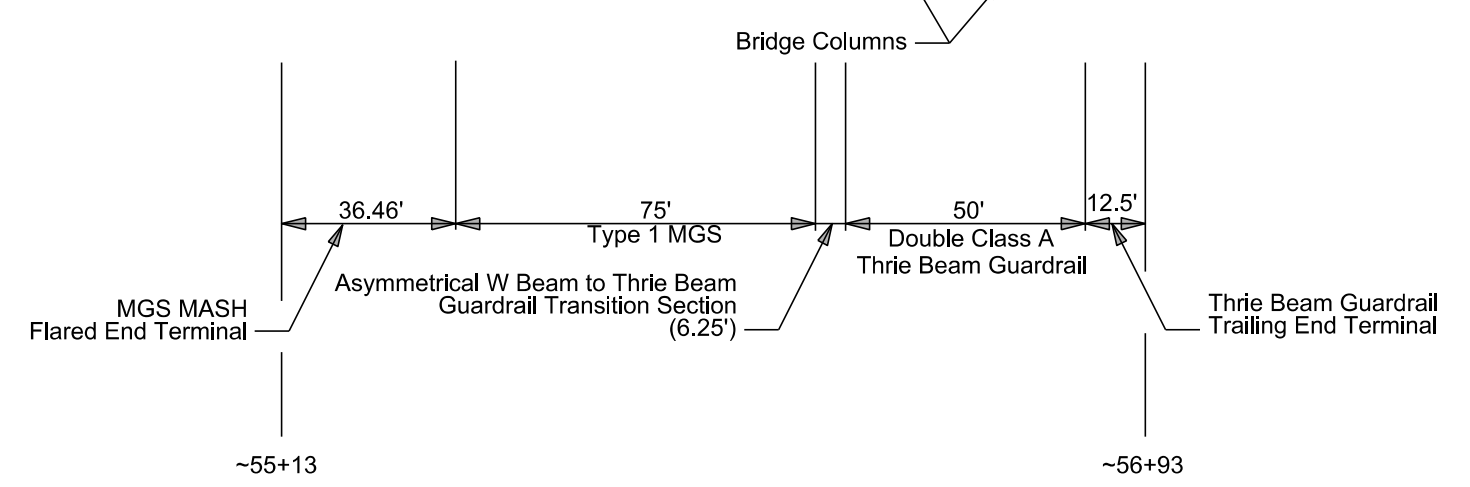 Bridge Columns
36.46'
75'
50'
12.5'
Type 1 MGS
Double Class A
Thrie Beam Guardrail
Asymmetrical W Beam to Thrie Beam
Guardrail Transition Section
(6.25')
MGS MASH
Flared End Terminal
Thrie Beam Guardrail
Trailing End Terminal
~55+13
~56+93